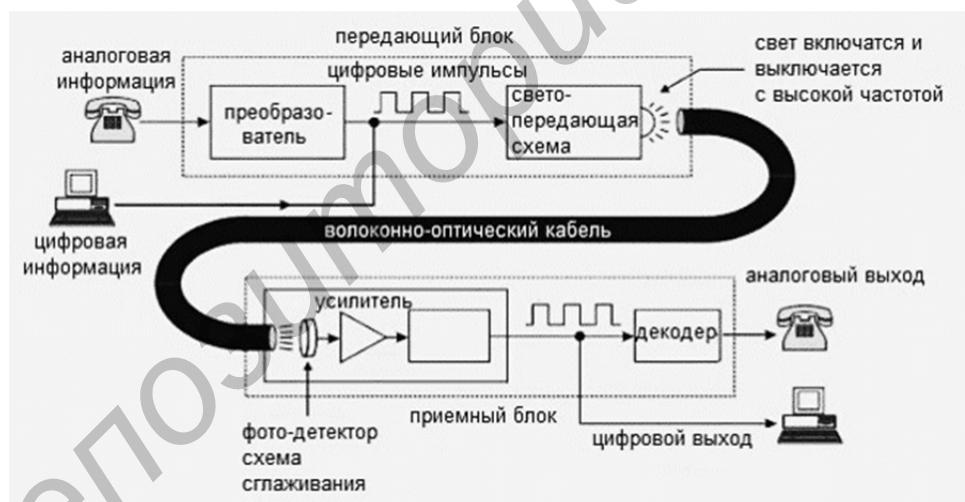 передающий блок
аналоговая
информация
цифровые импульсы
преобразо-
ватель
свето-
передающая
схема
свет включатся и
выключается
с высокой частотой
цифровая
информация
волоконно-оптический кабель
усилитель
декодер
аналоговый выход
приемный блок
фото-детектор
схема
сглаживания
цифровой выход